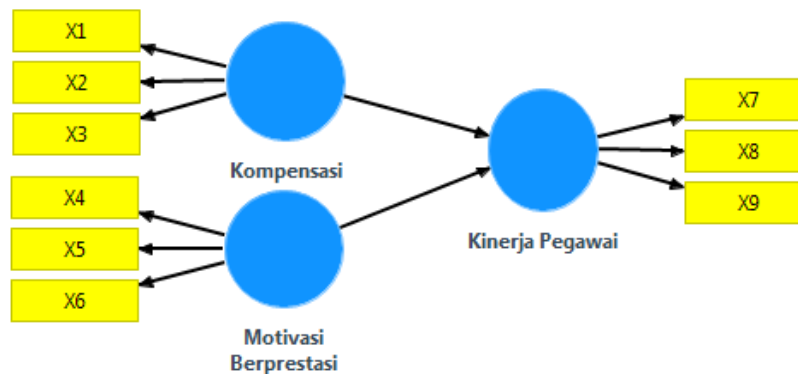 X1
X2
X3
Kompensasi
X4
X5
X6
Motivasi
Berprestasi
Kinerja Pegawai
X7
X8
X9